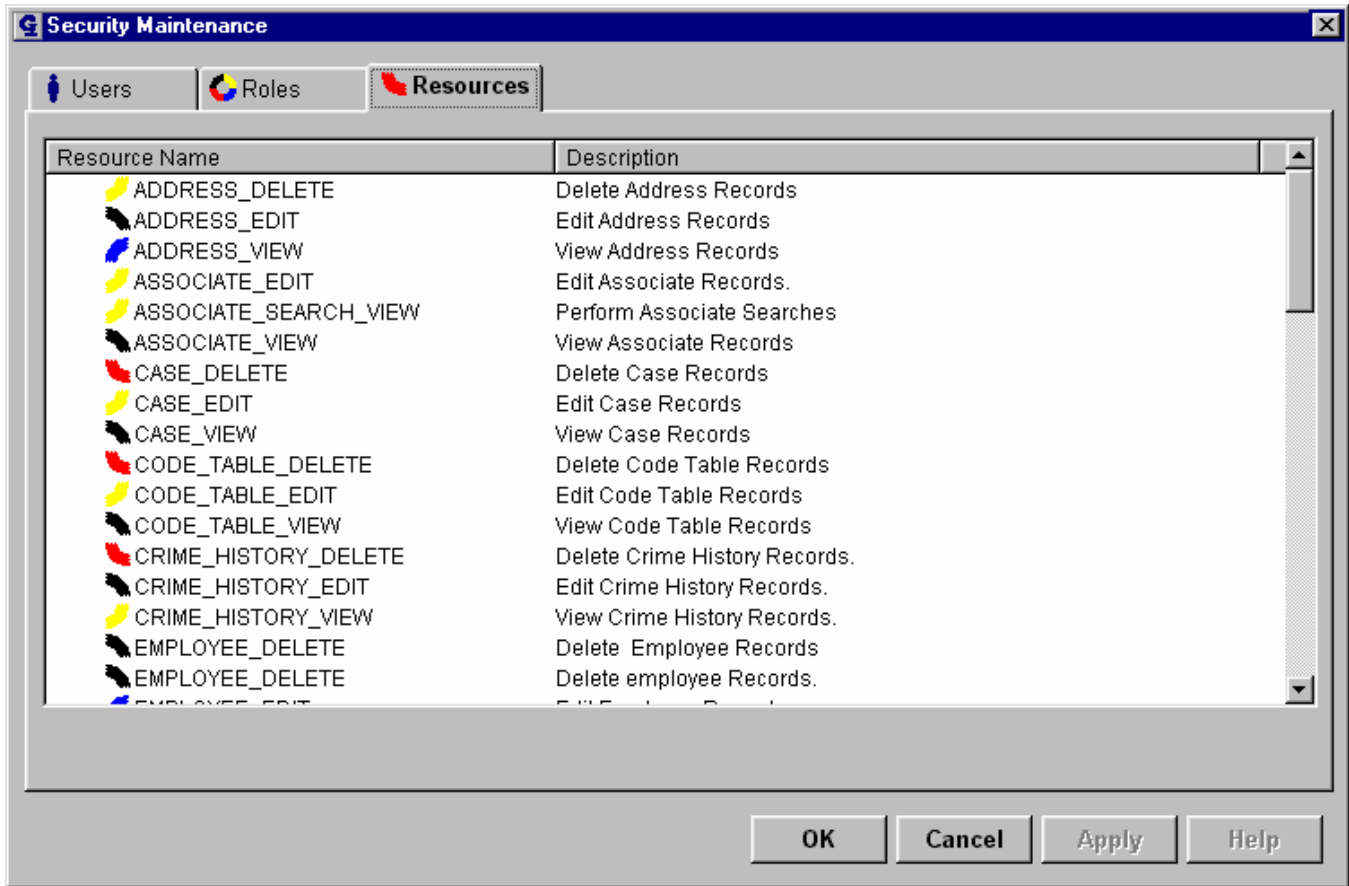 Security Maintenance
Users Roles Resources
Resource Name Description
ADDRESS_DELETE Delete Address Records
ADDRESS_EDIT Edit Address Records
ADDRESS_VIEW View Address Records
ASSOCIATE_EDIT Edit Associate Records.
ASSOCIATE_SEARCH_VIEW Perform Associate Searches
ASSOCIATE_VIEW View Associate Records
CASE_DELETE Delete Case Records
CASE_EDIT Edit Case Records
CASE_VIEW View Case Records
CODE_TABLE_DELETE Delete Code Table Records
CODE_TABLE_EDIT Edit Code Table Records
CODE_TABLE_VIEW View Code Table Records
CRIME_HISTORY_DELETE Delete Crime History Records.
CRIME_HISTORY_EDIT Edit Crime History Records.
CRIME_HISTORY_VIEW View Crime History Records.
EMPLOYEE_DELETE Delete  Employee Records
EMPLOYEE_DELETE Delete employee Records.
OK Cancel Apply Help